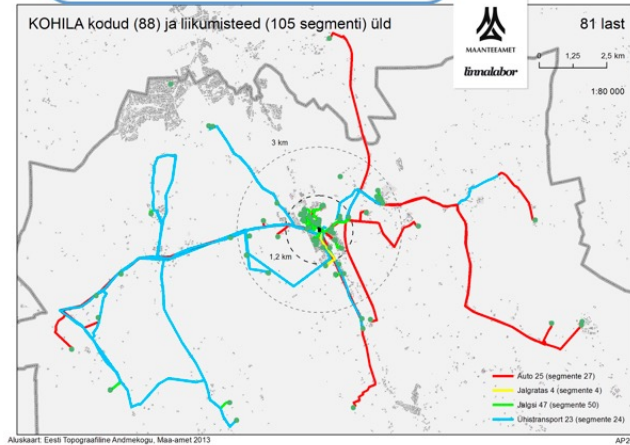 KOHILA kodud (88) ja liikumisteed (105 segmenti) üld
MAANTEEAMET
linnalabor
81 last
0 1,25 2,5 km
1:80 000
3 km
1,2 km
Auto 25 (segmente 27)
Jalgratas 4 (segmente 4)
Jalgsi 47 (segmente 50)
Ühistransport 23 (segmente 24)
Aluskaart: Eesti Topograafiline Andmekogu, Maa-amet 2013
AP2